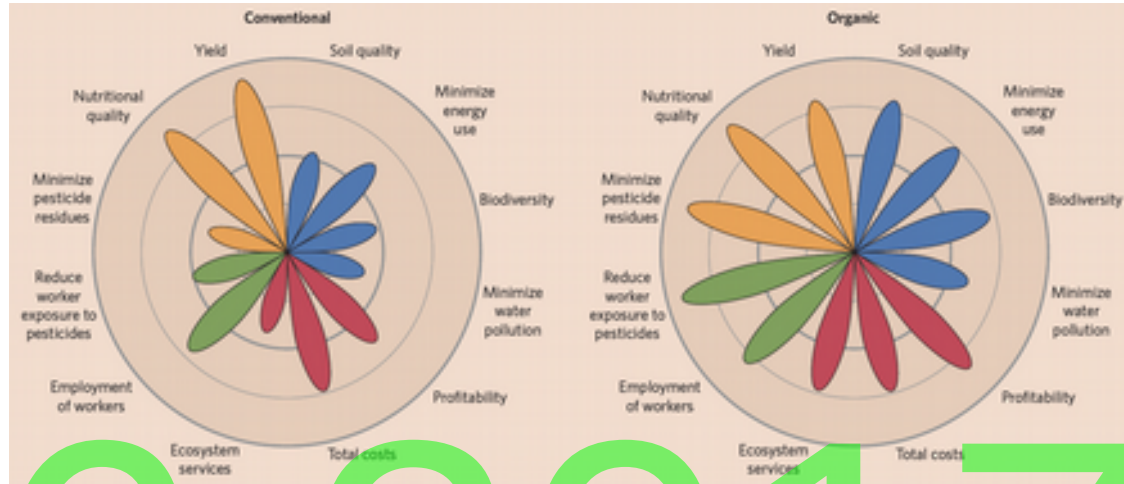 Conventional
Yield
Soil quality
Nutritional
quality
Minimize
energy
use
Minimize
pesticide
residues
Biodiversity
Reduce
worker
exposure to
pesticides
Minimize
water
pollution
Employment
of workers
Profitability
Ecosystem
services
Total costs
Organic
Yield
Soil quality
Nutritional
quality
Minimize
energy
use
Minimize
pesticide
residues
Biodiversity
Reduce
worker
exposure to
pesticides
Minimize
water
pollution
Employment
of workers
Profitability
Ecosystem
services
Total costs